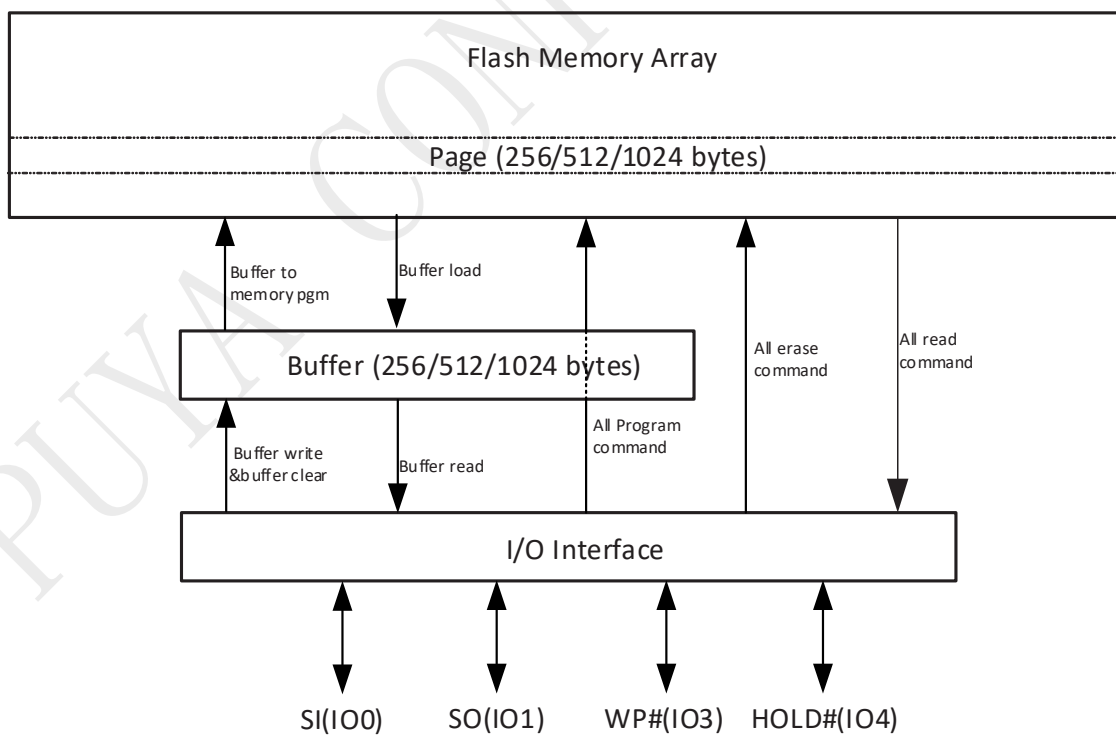 Flash Memory Array
Page (256/512/1024 bytes)
Buffer to
memory pgm
Buffer load
Buffer (256/512/1024 bytes)
All erase
command
All read
command
Buffer write
&buffer clear
Buffer read
All Program
command
I/O Interface
SI(IO0)
SO(IO1)
WP#(IO3)
HOLD#(IO4)
PUYA CON